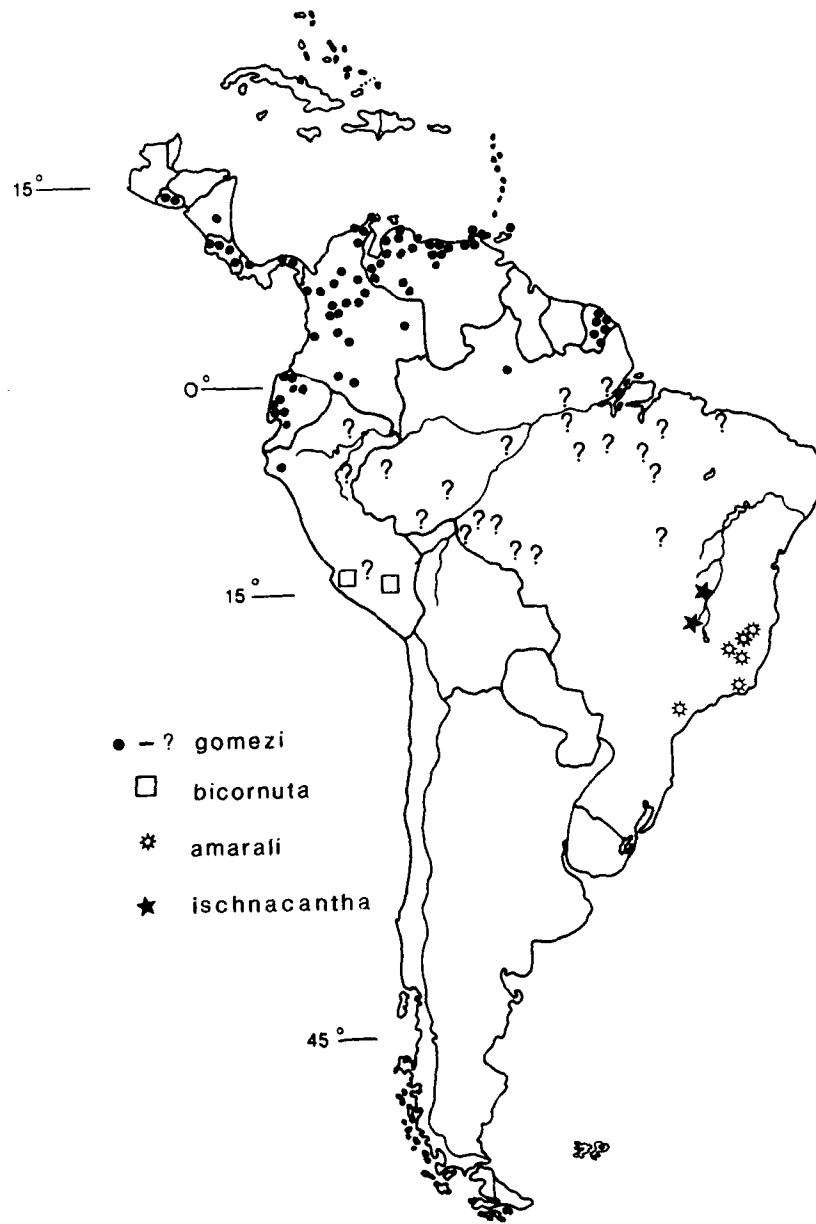 15°
0°
15°
● – ? gomezi
□ bicornuta
amarali
★ ischnacantha
45°
? ? ? ? ? ? ? ? ? ? ? ? ? ? ? ? ? ? ? ? ? ? ? ?